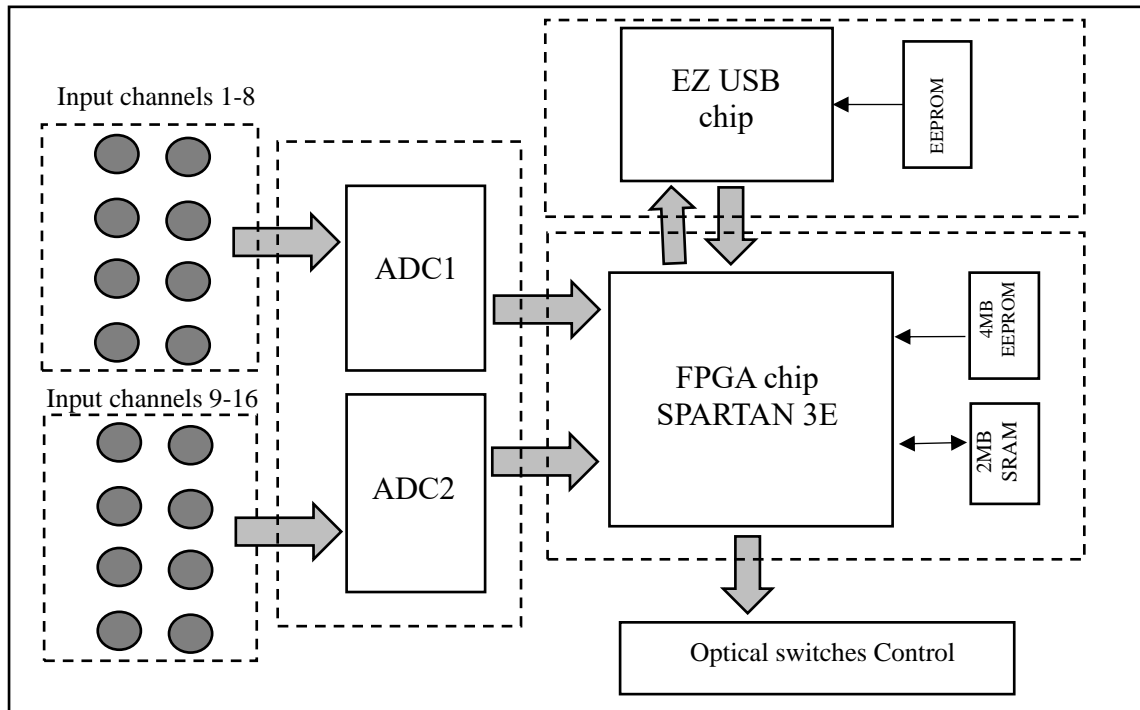 Input channels 1-8
EZ USB
chip
EEPROM
ADC1
Input channels 9-16
ADC2
FPGA chip
SPARTAN 3E
4MB
EEPROM
2MB
SRAM
Optical switches Control